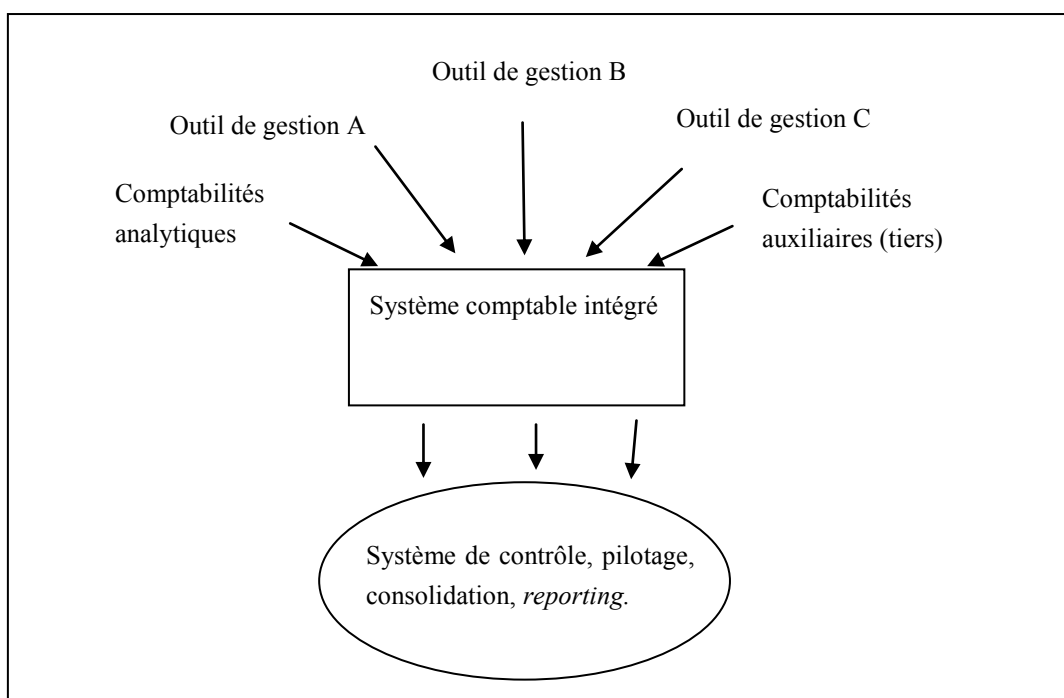 Outil de gestion B
Outil de gestion A
Outil de gestion C
Comptabilités
analytiques
Comptabilités
auxiliaires (tiers)
Système comptable intégré
Système de contrôle, pilotage,
consolidation, reporting.